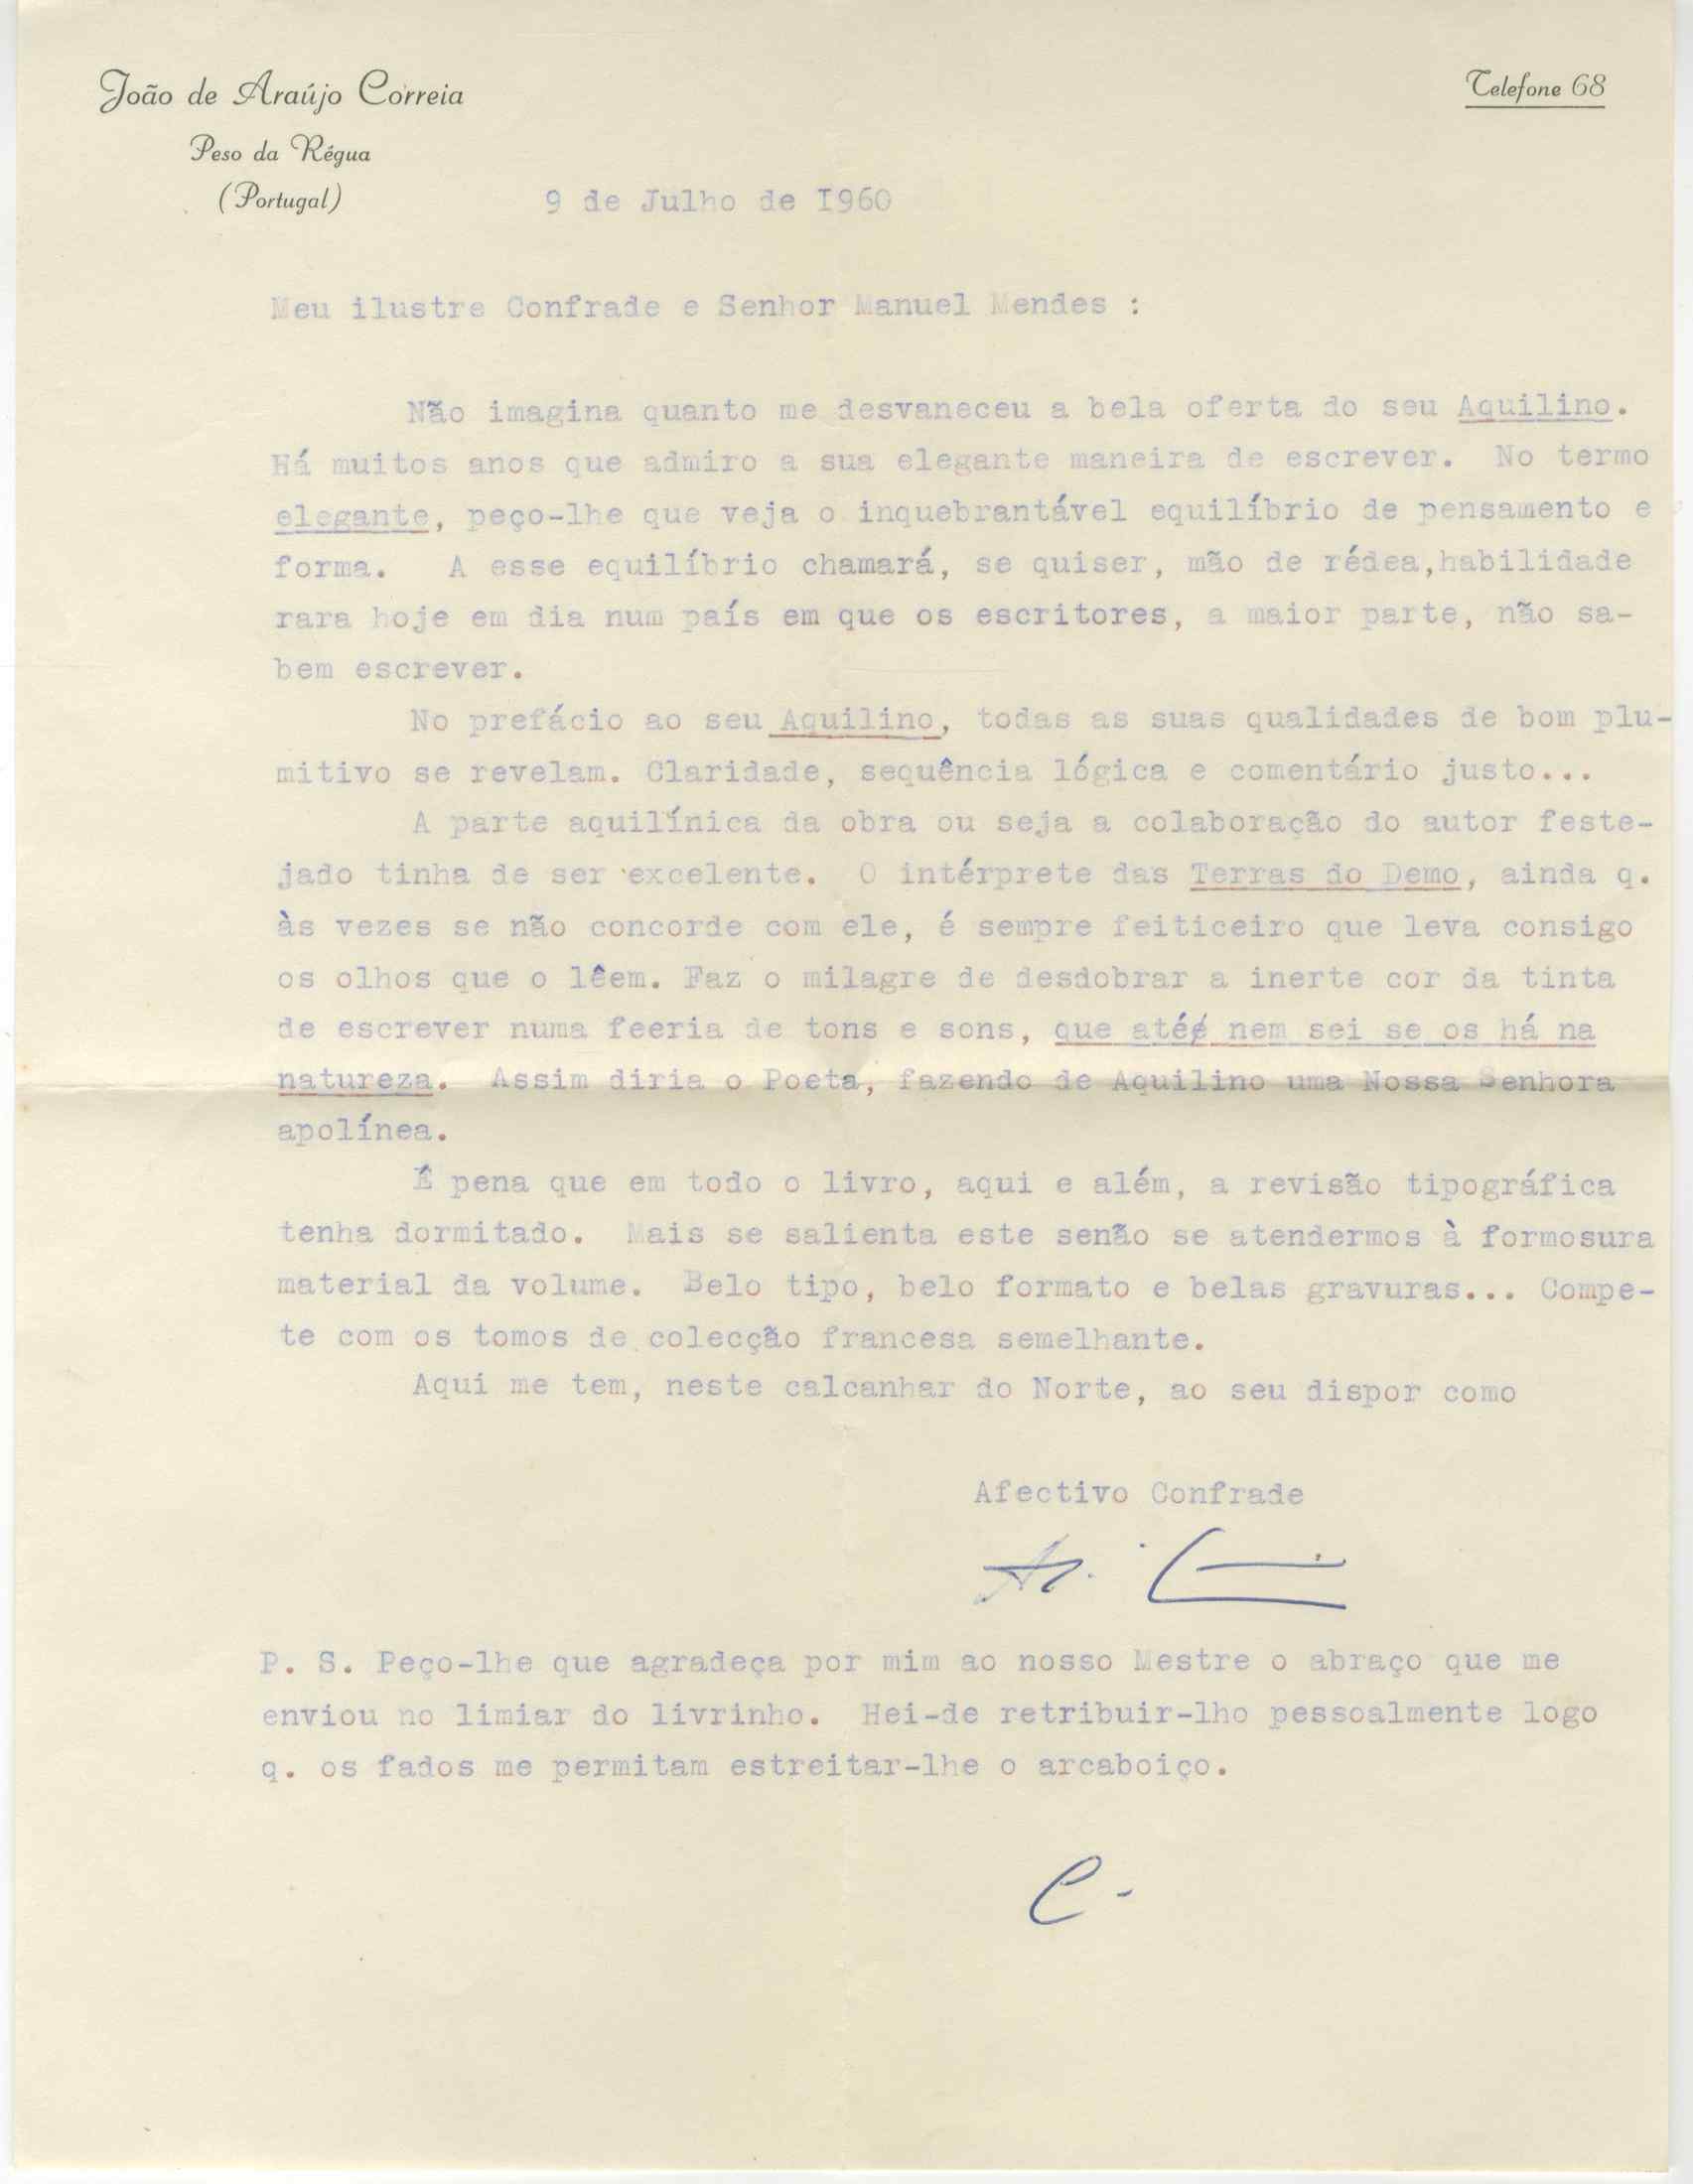 João de Araújo Correia
Telefone 68
Peso da Régua
(Portugal)
9 de Julho de I960
Meu ilustre Confrade e Senhor Manuel Mendes :
Não imagina quanto me desvaneceu a bela oferta do seu Aquilino.
Há muitos anos que admiro a sua elegante maneira de escrever. No termo
elegante, peço-lhe que veja o inquebrantável equilíbrio de pensamento e
forma. A esse equilíbrio chamará, se quiser, mão de rédea,habilidade
rara hoje em dia num país em que os escritores, a maior parte, não sa-
bem escrever.
No prefácio ao seu Aquilino, todas as suas qualidades de bom plu-
mitivo se revelam. Claridade, sequência lógica e comentário justo...
A parte aquilínica da obra ou seja a colaboração do autor feste-
jado tinha de ser excelente. O intérprete das Terras do Demo, ainda q.
às vezes se não concorde com ele, é sempre feiticeiro que leva consigo
os olhos que o lêem. Faz o milagre de desdobrar a inerte cor da tinta
de escrever numa feeria de tons e sons, que até nem sei se os há na
natureza. Assim diria o Poeta, fazendo de Aquilino uma Nossa Senhora
apolínea.
É pena que em todo o livro, aqui e além, a revisão tipográfica
tenha dormitado. Mais se salienta este senão se atendermos à formosura
material da volume. Belo tipo, belo formato e belas gravuras... Compe-
te com os tomos de colecção francesa semelhante.
Aqui me tem, neste calcanhar do Norte, ao seu dispor como
Afectivo Confrade
P. S. Peço-lhe que agradeça por mim ao nosso Mestre o abraço que me
enviou no limiar do livrinho. Hei-de retribuir-lho pessoalmente logo
q. os fados me permitam estreitar-lhe o arcaboiço.
C.